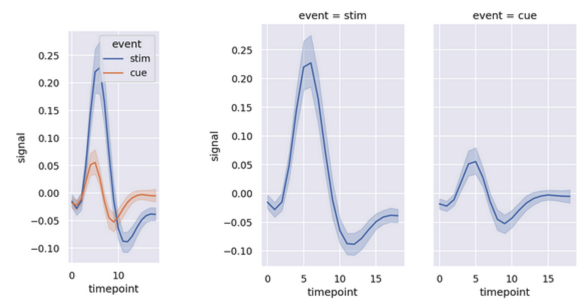 event
stim
cue
0.25
0.20
0.15
0.10
0.05
0.00
−0.05
−0.10
signal
0
10
timepoint
event = stim
0.25
0.20
0.15
0.10
0.05
0.00
−0.05
−0.10
signal
0
5
10
15
timepoint
event = cue
0
5
10
15
timepoint